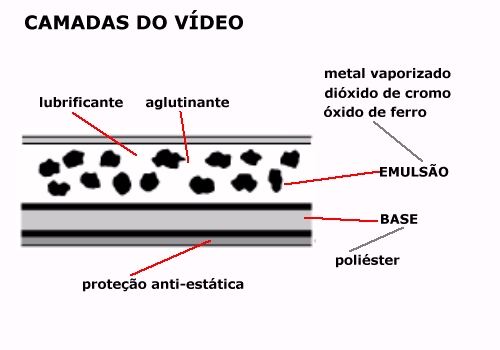 CAMADAS DO VÍDEO
metal vaporizado
dióxido de cromo
óxido de ferro
lubrificante aglutinante
EMULSÃO
BASE
poliéster
proteção anti-estática